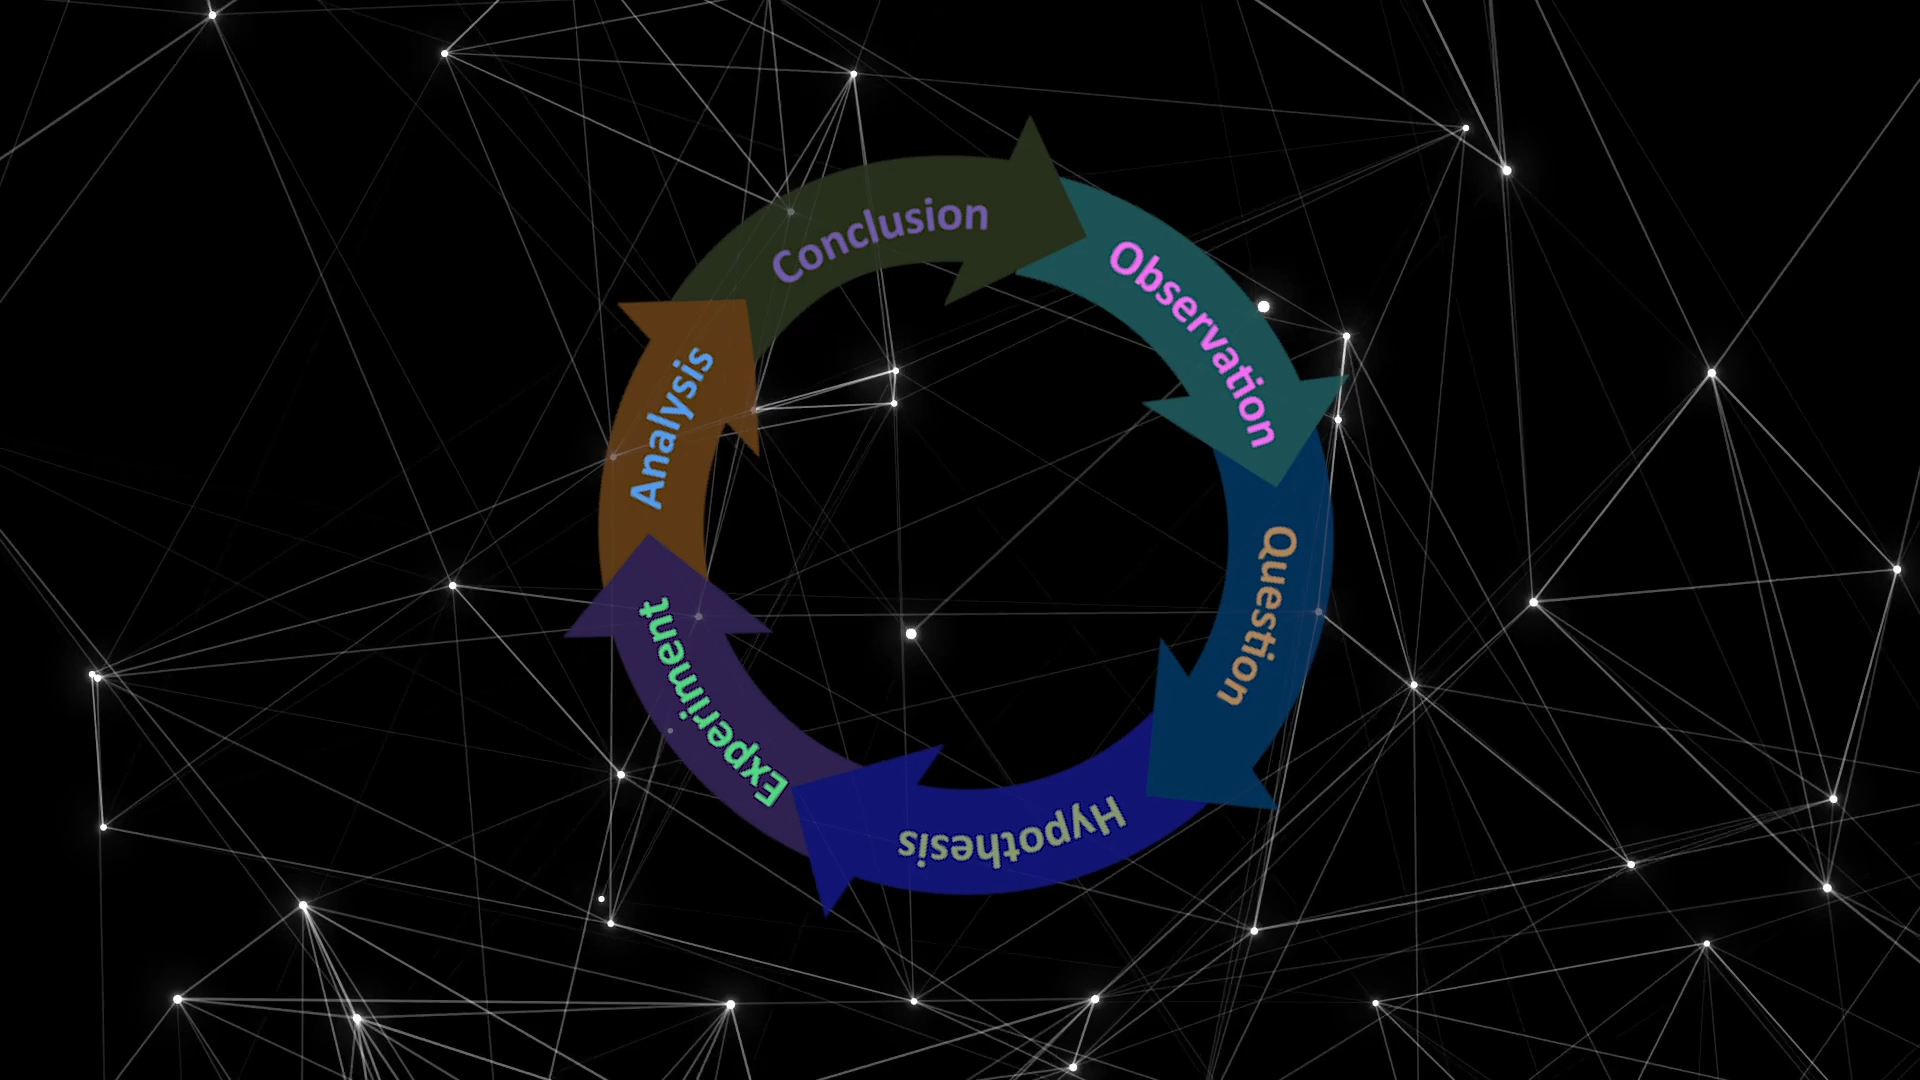 Observation
Question
Hypothesis
Experiment
Analysis
Conclusion